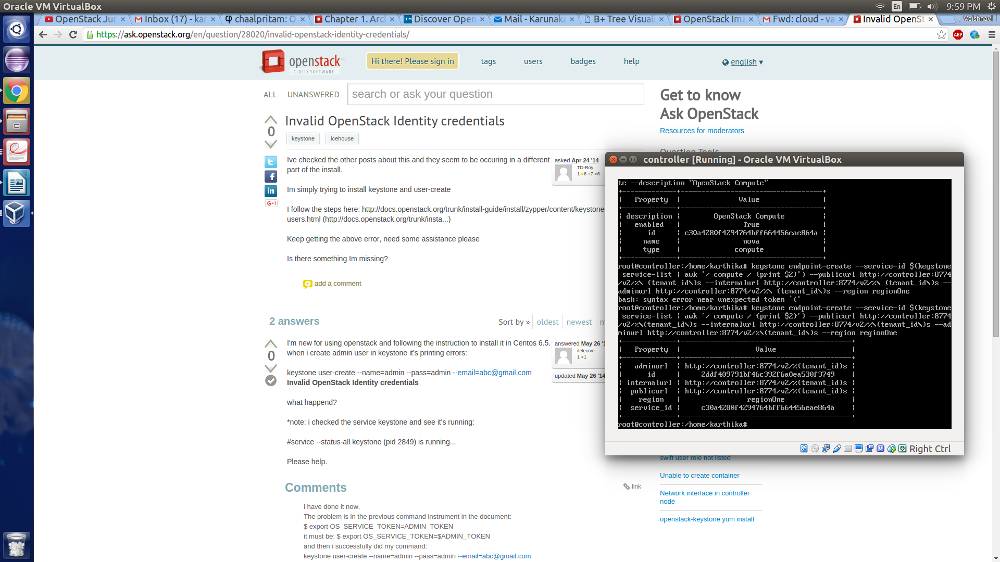 Oracle VM VirtualBox
En
9:59 PM
OpenStack Jur
Inbox (17) - kar
chaalpritam: O
Chapter 1. Arch
IBM
Discover Open
Mail - Karunaka
B+ Tree Visuali
OpenStack Ima
Fwd: cloud - va
Invalid OpenSt
Vaishnavi
https://ask.openstack.org/en/question/28020/invalid-openstack-identity-credentials/
ABP
openstack
CLOUD SOFTWARE
Hi there! Please sign in
tags
users
badges
help
english ▾
ALL
UNANSWERED
search or ask your question
Get to know
Ask OpenStack
Resources for moderators
Question Tools
0
Invalid OpenStack Identity credentials
keystone
icehouse
Ive checked the other posts about this and they seem to be occuring in a different
part of the install.
asked Apr 24 '14
TD-Roy
1 ●6 ●7 ●6
Im simply trying to install keystone and user-create
I follow the steps here: http://docs.openstack.org/trunk/install-guide/install/zypper/content/keystone-
users.html (http://docs.openstack.org/trunk/insta...)
Keep getting the above error, need some assistance please
Is there something Im missing?
add a comment
G+1
2 answers
Sort by »
oldest
newest
m
0
I'm new for using openstack and following the instruction to install it in Centos 6.5.
when i create admin user in keystone it's printing errors:
answered May 26 '1
itelecom
1 ●1
updated May 26 '14
keystone user-create --name=admin --pass=admin --email=abc@gmail.com
Invalid OpenStack Identity credentials
what happend?
*note: i checked the service keystone and see it's running:
#service --status-all keystone (pid 2849) is running...
Please help.
Comments
link
i have done it now.
The problem is in the previous command instrument in the document:
$ export OS_SERVICE_TOKEN=ADMIN_TOKEN
it must be: $ export OS_SERVICE_TOKEN=$ADMIN_TOKEN
and then i successfully did my command:
keystone user-create --name=admin --pass=admin --email=abc@gmail.com
controller [Running] - Oracle VM VirtualBox
te --description "OpenStack Compute"
+-------------+----------------------------------+
| Property | Value |
+-------------+----------------------------------+
| description | OpenStack Compute |
| enabled | True |
| id | c30a4280f4294764bff664456eae864a |
| name | nova |
| type | compute |
+-------------+----------------------------------+
root@controller:/home/karthika# keystone endpoint-create --service-id $(keystone
service-list | awk '/ compute / {print $2}') --publicurl http://controller:8774
/v2/%\ (tenant_id\)s --internalurl http://controller:8774/v2/%\ (tenant_id\)s --
adminurl http://controller:8774/v2/%\ (tenant_id\)s --region regionOne
bash: syntax error near unexpected token `('
root@controller:/home/karthika# keystone endpoint-create --service-id $(keystone
service-list | awk '/ compute / {print $2}') --publicurl http://controller:8774
/v2/%\(tenant_id\)s --internalurl http://controller:8774/v2/%\(tenant_id\)s --ad
minurl http://controller:8774/v2/%\(tenant_id\)s --region regionOne
+-------------+-----------------------------------------+
| Property | Value |
+-------------+-----------------------------------------+
| adminurl | http://controller:8774/v2/%(tenant_id)s |
| id | 2ddf409791bf46c392f6a0ea530f3749 |
| internalurl | http://controller:8774/v2/%(tenant_id)s |
| publicurl | http://controller:8774/v2/%(tenant_id)s |
| region | regionOne |
| service_id | c30a4280f4294764bff664456eae864a |
+-------------+-----------------------------------------+
root@controller:/home/karthika#
Right Ctrl
swift user role not listed
Unable to create container
Network interface in controller
node
openstack-keystone yum install